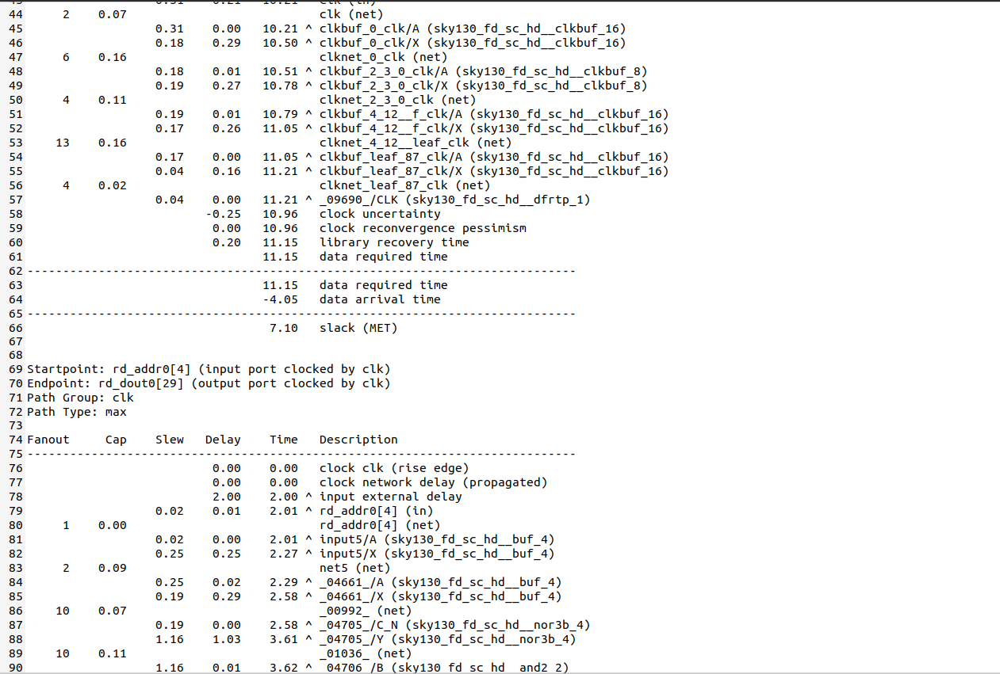 44 2 0.07 clk (net)
45 0.31 0.00 10.21 ^ clkbuf_0_clk/A (sky130_fd_sc_hd__clkbuf_16)
46 0.18 0.29 10.50 ^ clkbuf_0_clk/X (sky130_fd_sc_hd__clkbuf_16)
47 6 0.16 clknet_0_clk (net)
48 0.18 0.01 10.51 ^ clkbuf_2_3_0_clk/A (sky130_fd_sc_hd__clkbuf_8)
49 0.19 0.27 10.78 ^ clkbuf_2_3_0_clk/X (sky130_fd_sc_hd__clkbuf_8)
50 4 0.11 clknet_2_3_0_clk (net)
51 0.19 0.01 10.79 ^ clkbuf_4_12__f_clk/A (sky130_fd_sc_hd__clkbuf_16)
52 0.17 0.26 11.05 ^ clkbuf_4_12__f_clk/X (sky130_fd_sc_hd__clkbuf_16)
53 13 0.16 clknet_4_12__leaf_clk (net)
54 0.17 0.00 11.05 ^ clkbuf_leaf_87_clk/A (sky130_fd_sc_hd__clkbuf_16)
55 0.04 0.16 11.21 ^ clkbuf_leaf_87_clk/X (sky130_fd_sc_hd__clkbuf_16)
56 4 0.02 clknet_leaf_87_clk (net)
57 0.04 0.00 11.21 ^ _09690_/CLK (sky130_fd_sc_hd__dfrtp_1)
58 -0.25 10.96 clock uncertainty
59 0.00 10.96 clock reconvergence pessimism
60 0.20 11.15 library recovery time
61 11.15 data required time
62 -----------------------------------------------------------------------------
63 11.15 data required time
64 -4.05 data arrival time
65 -----------------------------------------------------------------------------
66 7.10 slack (MET)
67
68
69 Startpoint: rd_addr0[4] (input port clocked by clk)
70 Endpoint: rd_dout0[29] (output port clocked by clk)
71 Path Group: clk
72 Path Type: max
73
74 Fanout Cap Slew Delay Time Description
75 -----------------------------------------------------------------------------
76 0.00 0.00 clock clk (rise edge)
77 0.00 0.00 clock network delay (propagated)
78 2.00 2.00 ^ input external delay
79 0.02 0.01 2.01 ^ rd_addr0[4] (in)
80 1 0.00 rd_addr0[4] (net)
81 0.02 0.00 2.01 ^ input5/A (sky130_fd_sc_hd__buf_4)
82 0.25 0.25 2.27 ^ input5/X (sky130_fd_sc_hd__buf_4)
83 2 0.09 net5 (net)
84 0.25 0.02 2.29 ^ _04661_/A (sky130_fd_sc_hd__buf_4)
85 0.19 0.29 2.58 ^ _04661_/X (sky130_fd_sc_hd__buf_4)
86 10 0.07 _00992_ (net)
87 0.19 0.00 2.58 ^ _04705_/C_N (sky130_fd_sc_hd__nor3b_4)
88 1.16 1.03 3.61 ^ _04705_/Y (sky130_fd_sc_hd__nor3b_4)
89 10 0.11 _01036_ (net)
90 1.16 0.01 3.62 ^ _04706_/B (sky130_fd_sc_hd__and2_2)